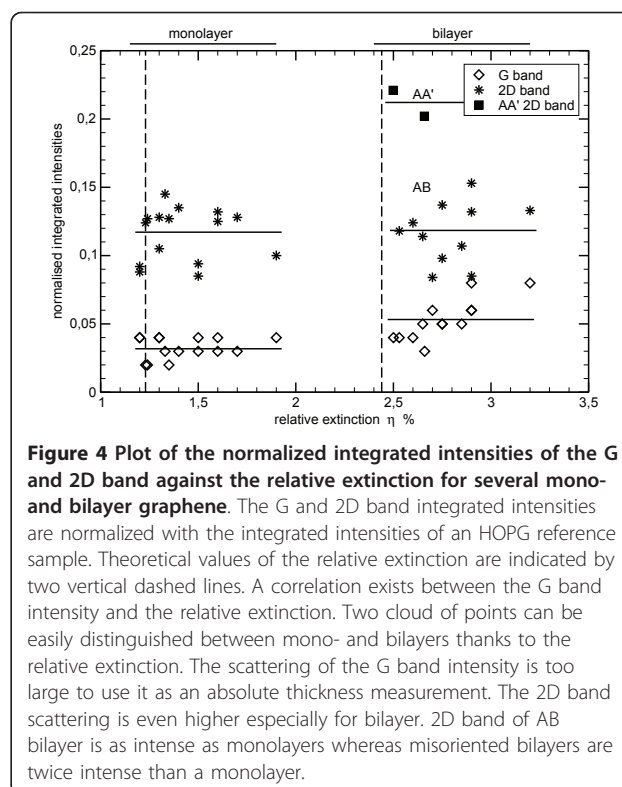 monolayer
bilayer
0,25
0,2
0,15
0,1
0,05
0
normalised integrated intensities
G band
2D band
AA' 2D band
AA'
AB
1
1,5
2
2,5
3
3,5
relative extinction η %
Figure 4 Plot of the normalized integrated intensities of the G
and 2D band against the relative extinction for several mono-
and bilayer graphene. The G and 2D band integrated intensities
are normalized with the integrated intensities of an HOPG reference
sample. Theoretical values of the relative extinction are indicated by
two vertical dashed lines. A correlation exists between the G band
intensity and the relative extinction. Two cloud of points can be
easily distinguished between mono- and bilayers thanks to the
relative extinction. The scattering of the G band intensity is too
large to use it as an absolute thickness measurement. The 2D band
scattering is even higher especially for bilayer. 2D band of AB
bilayer is as intense as monolayers whereas misoriented bilayers are
twice intense than a monolayer.